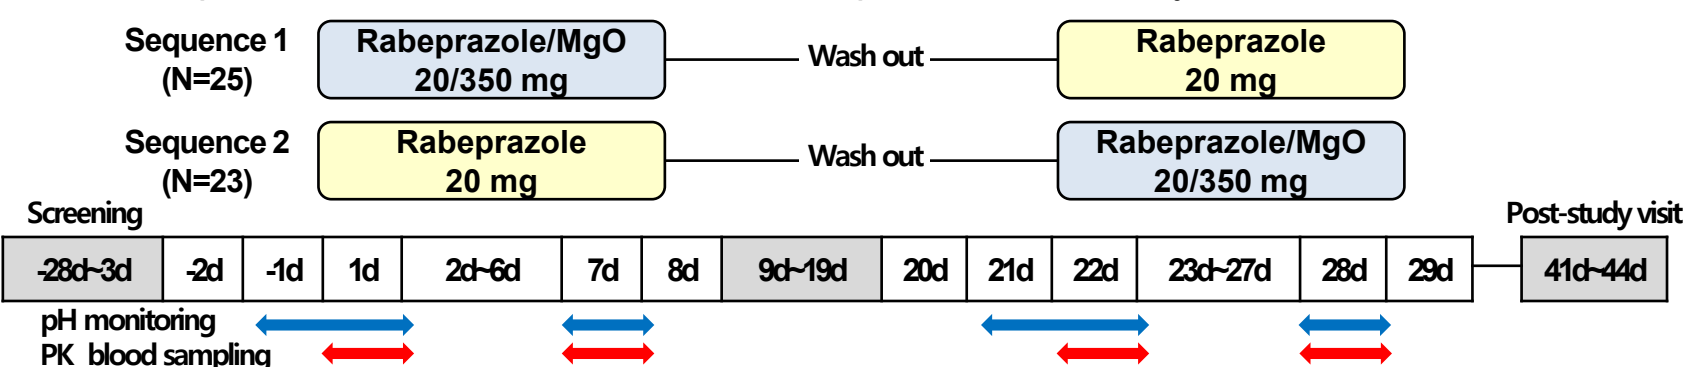 Sequence 1
(N=25)
Rabeprazole/MgO
20/350 mg
Wash out
Rabeprazole
20 mg
Sequence 2
(N=23)
Rabeprazole
20 mg
Wash out
Rabeprazole/MgO
20/350 mg
Screening
Post-study visit
-28d~3d -2d -1d 1d 2d~6d 7d 8d 9d~19d 20d 21d 22d 23d~27d 28d 29d 41d~44d
pH monitoring
PK blood sampling